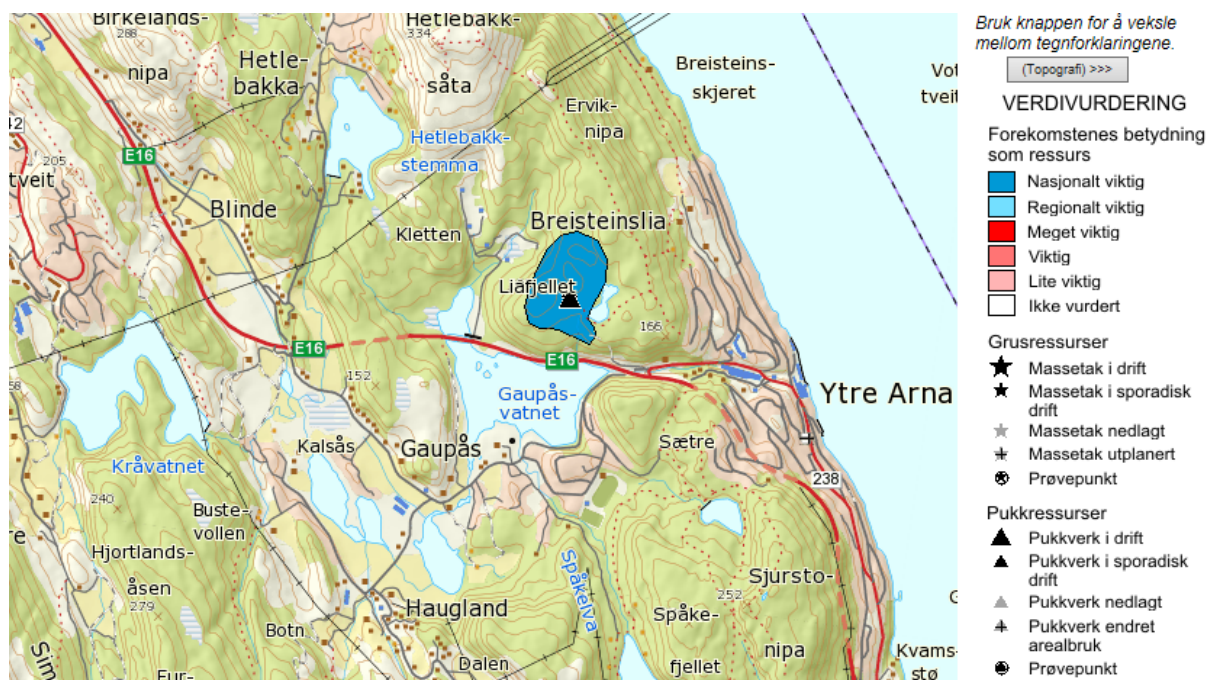 Birkelands-
288
nipa
Hetlebakk-
334
såta
Hetle-
bakka
Breisteins-
skjeret
Vot
tveit
Ervik-
nipa
42
E16
205
tveit
Hetlebakk-
stemma
Blinde
Kletten
Breisteinslia
Liafjellet
166
E16
E16
152
Gaupås-
vatnet
Ytre Arna
Kalsås
Gaupås
Sætre
Kråvatnet
238
240
Buste-
vollen
re
Hjortlands-
åsen
279
Spåkelva
Sjursto-
252
Haugland
Spåke-
nipa
Botn
Sim
Dalen
fjellet
Kvams-
stø
Fur-
Bruk knappen for å veksle
mellom tegnforklaringene.
(Topografi) >>>
VERDIVURDERING
Forekomstenes betydning
som ressurs
Nasjonalt viktig
Regionalt viktig
Meget viktig
Viktig
Lite viktig
Ikke vurdert
Grusressurser
Massetak i drift
Massetak i sporadisk
drift
Massetak nedlagt
Massetak utplanert
Prøvepunkt
Pukkressurser
Pukkverk i drift
Pukkverk i sporadisk
drift
Pukkverk nedlagt
Pukkverk endret
arealbruk
Prøvepunkt